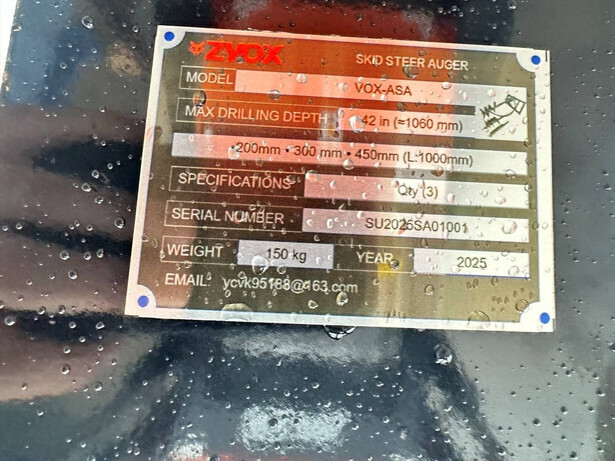 ZVOX SKID STEER AUGER
MODEL VOX-ASA
MAX DRILLING DEPTH 42 in (≈1060 mm)
200mm • 300 mm • 450mm (L:1000mm)
SPECIFICATIONS Qty (3)
SERIAL NUMBER SU2025SA01001
WEIGHT 150 kg YEAR 2025
EMAIL: ycvk95188@163.com